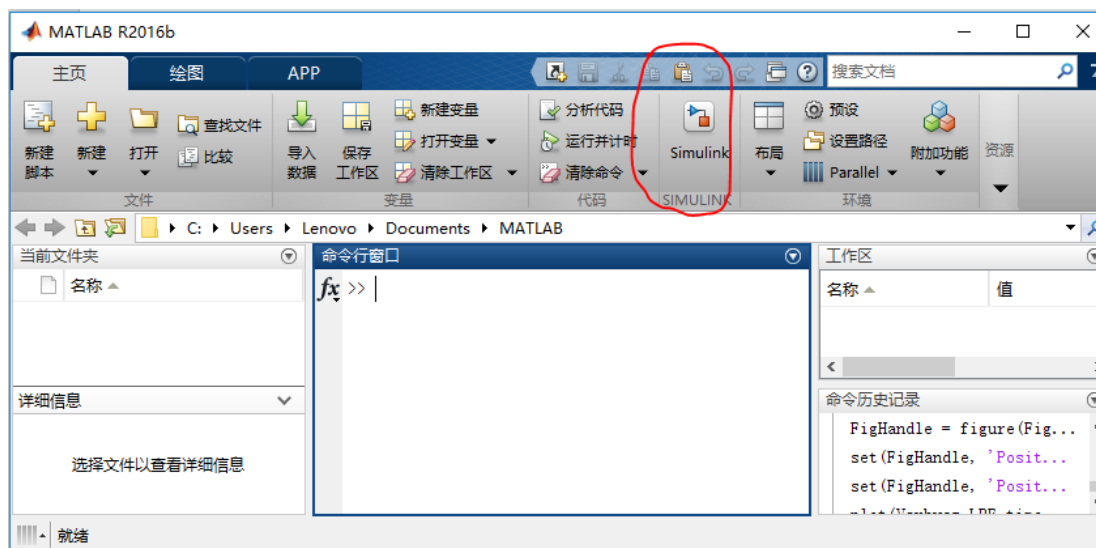 MATLAB R2016b
主页 绘图 APP 搜索文档
新建脚本 新建 打开 查找文件 比较
导入数据 保存工作区 新建变量 打开变量 清除工作区
分析代码 运行并计时 清除命令
Simulink
布局 预设 设置路径 Parallel 附加功能 资源
文件 变量 代码 SIMULINK 环境
C: Users Lenovo Documents MATLAB
当前文件夹
名称
详细信息
选择文件以查看详细信息
命令行窗口
fx >>
工作区
名称 值
命令历史记录
FigHandle = figure(Fig...
set(FigHandle, 'Posit...
set(FigHandle, 'Posit...
就绪